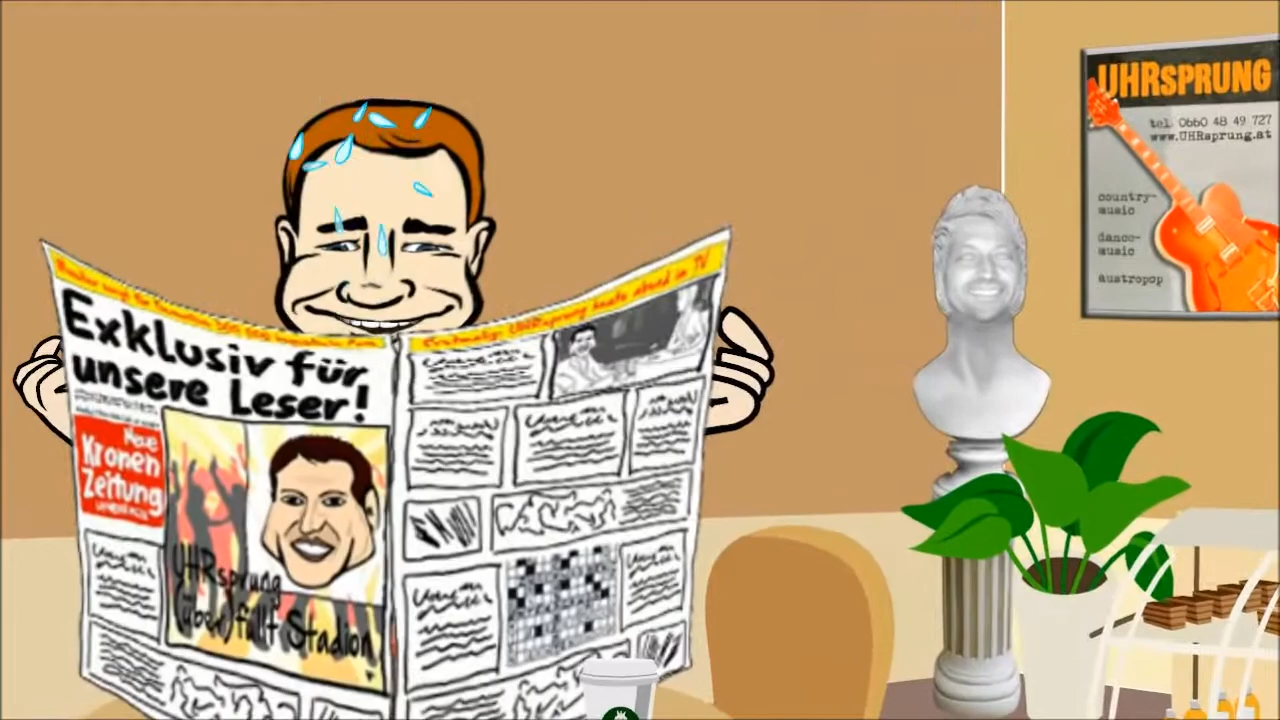 Exklusiv für
unsere Leser!
Neue
Kronen
Zeitung
UHRsprung
(über)füllt Stadion
UHRSPRUNG
tel. 0660 48 49 727
www.UHRsprung.at
country-
music
dance-
music
austropop